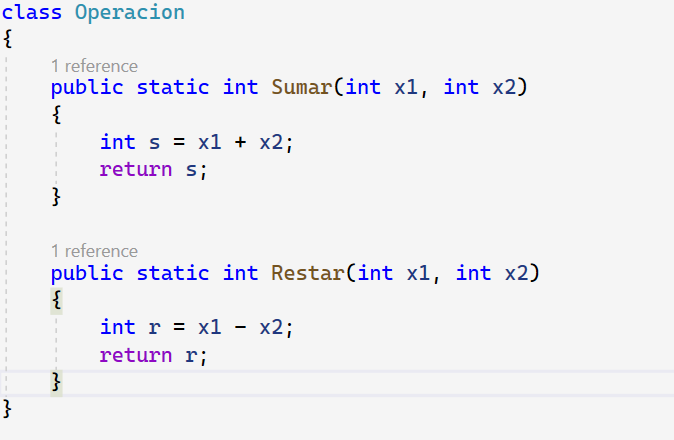 class Operacion
{
1 reference
public static int Sumar(int x1, int x2)
{
int s = x1 + x2;
return s;
}
1 reference
public static int Restar(int x1, int x2)
{
int r = x1 - x2;
return r;
}
}